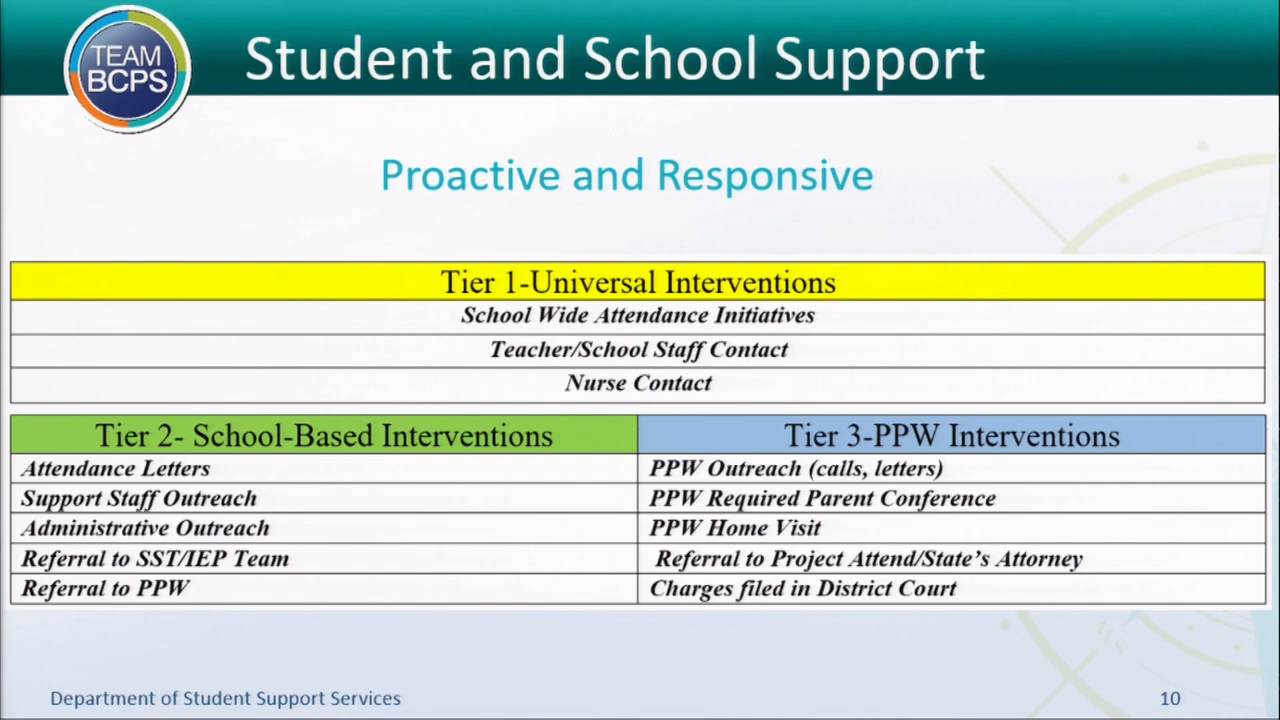 TEAM
BCPS
Student and School Support
Proactive and Responsive
Tier 1-Universal Interventions
School Wide Attendance Initiatives
Teacher/School Staff Contact
Nurse Contact
Tier 2- School-Based Interventions
Attendance Letters
Support Staff Outreach
Administrative Outreach
Referral to SST/IEP Team
Referral to PPW
Tier 3-PPW Interventions
PPW Outreach (calls, letters)
PPW Required Parent Conference
PPW Home Visit
Referral to Project Attend/State's Attorney
Charges filed in District Court
Department of Student Support Services
10